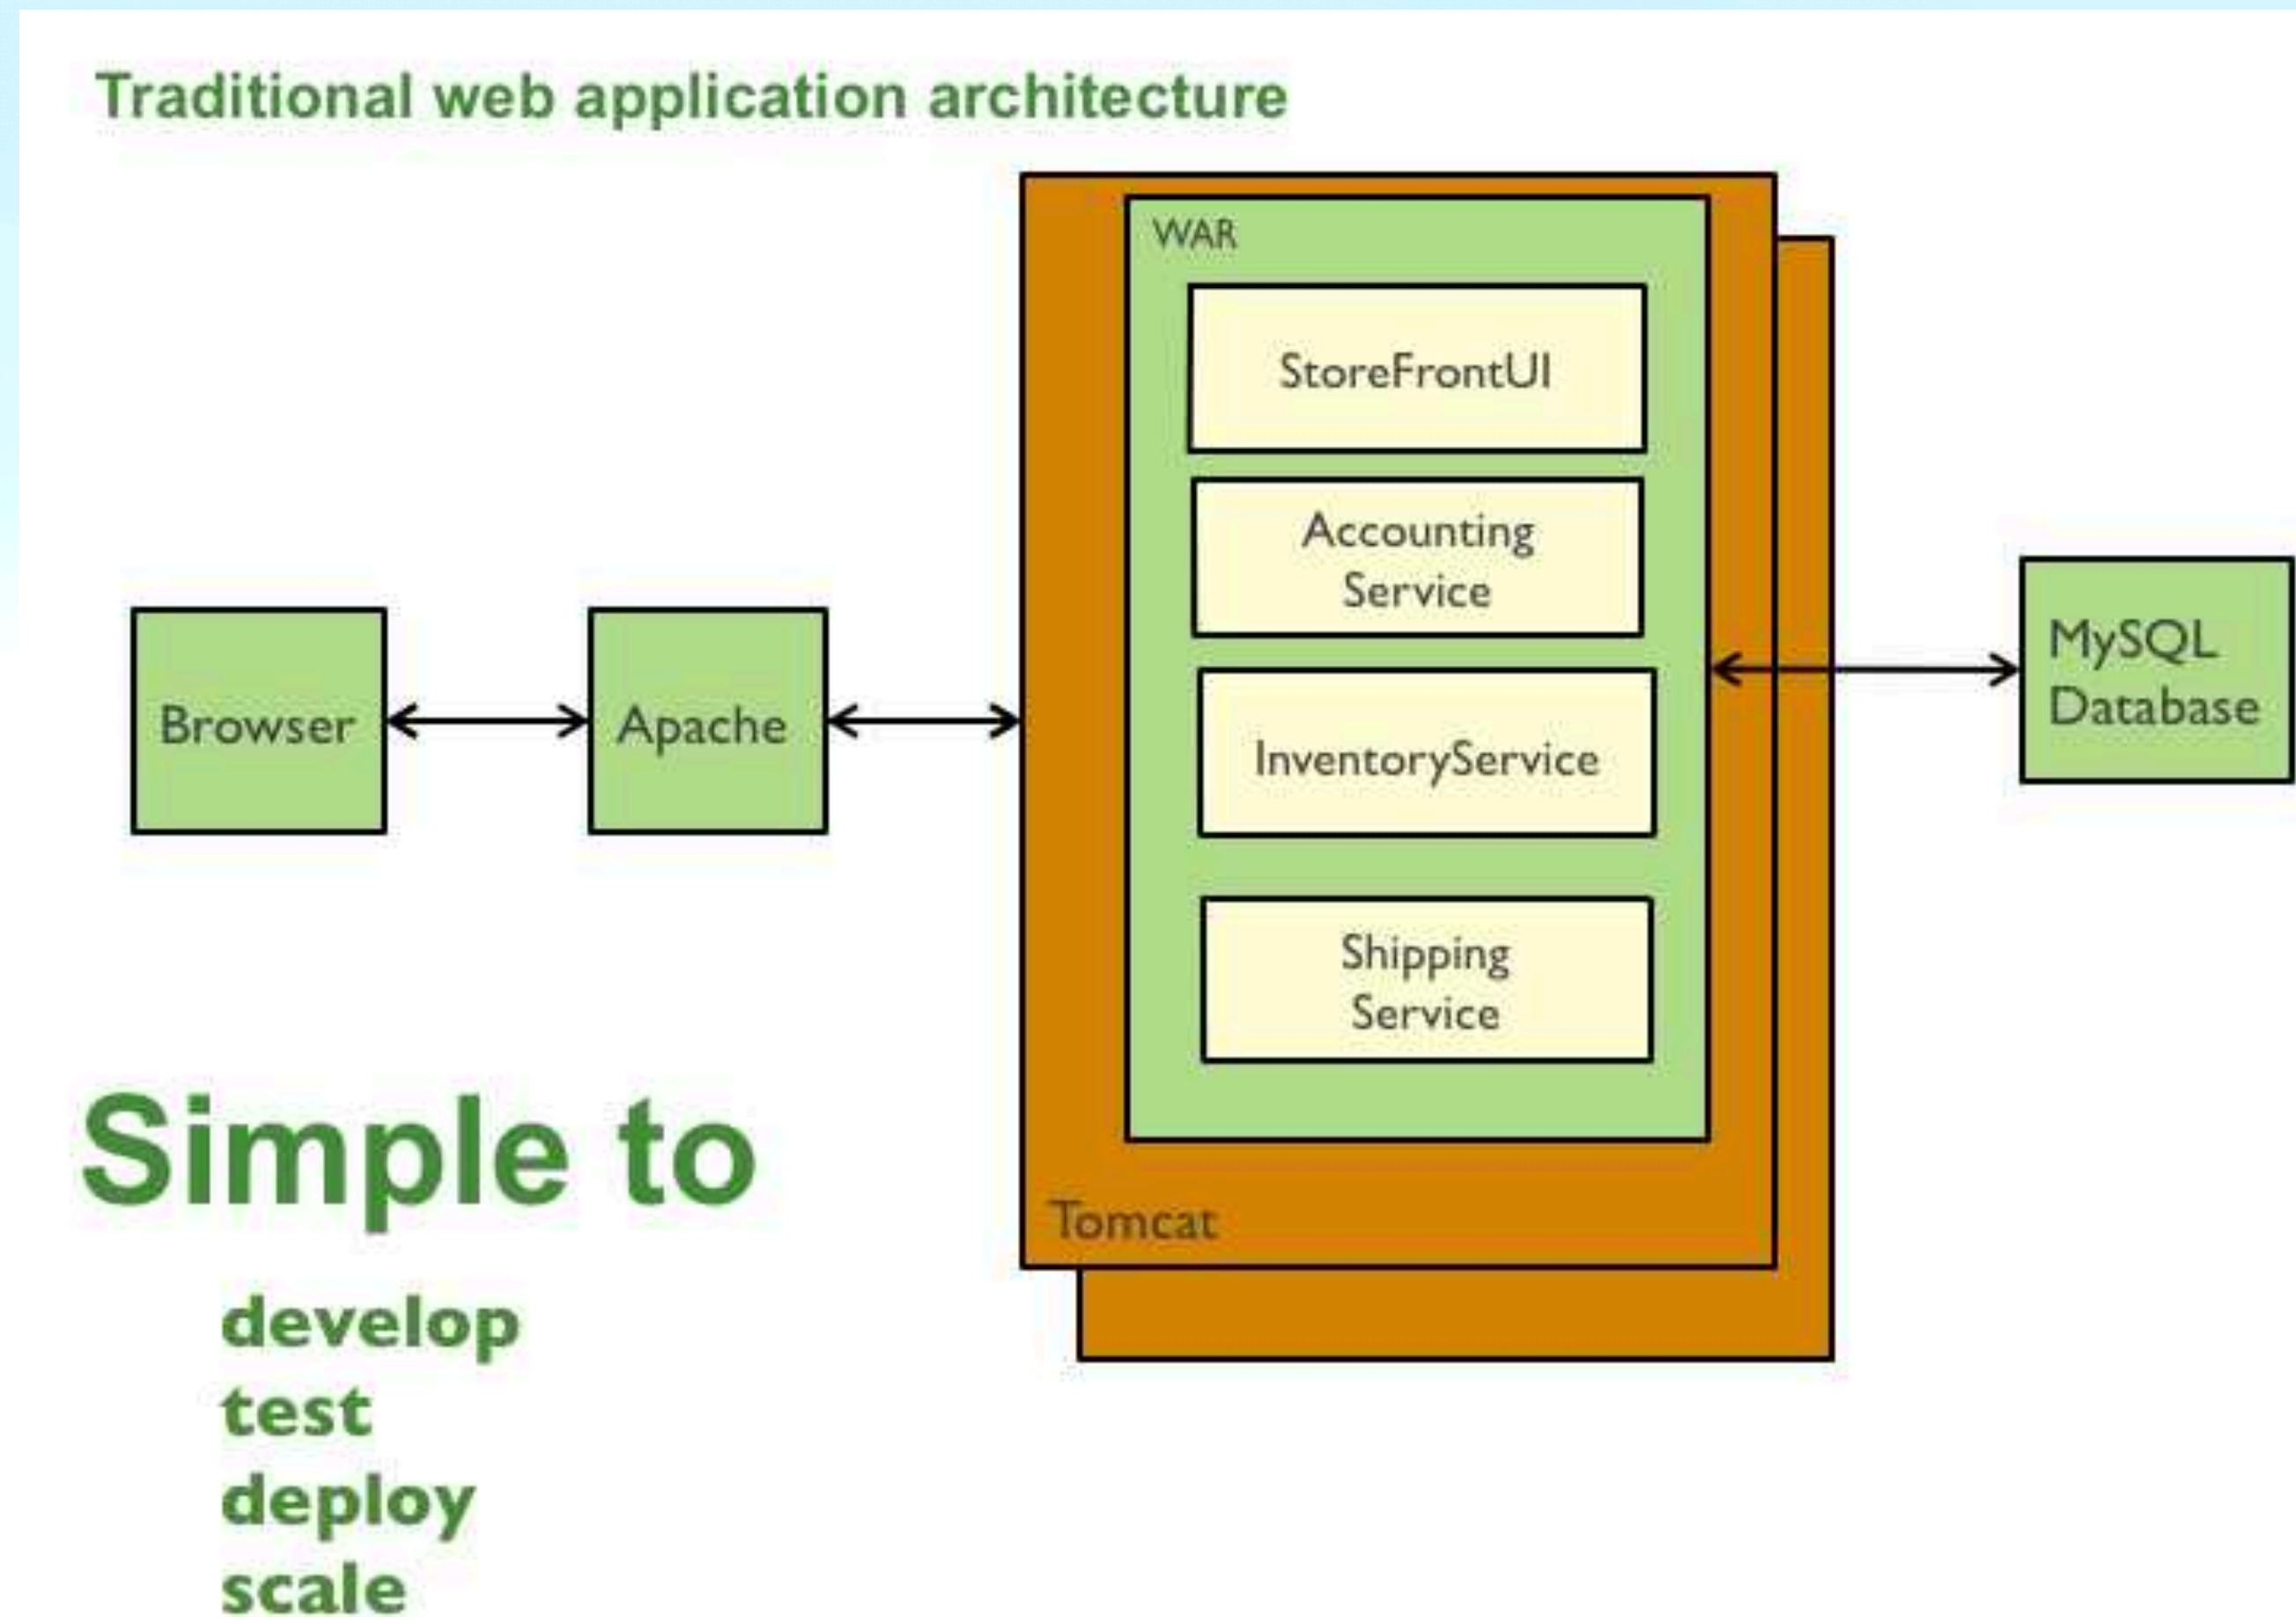 Traditional web application architecture
WAR
StoreFrontUI
Accounting
Service
InventoryService
Shipping
Service
Tomcat
Browser
Apache
MySQL
Database
Simple to
develop
test
deploy
scale